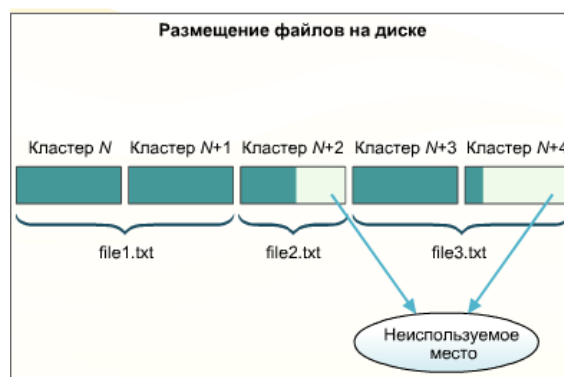 Размещение файлов на диске
Кластер N Кластер N+1 Кластер N+2 Кластер N+3 Кластер N+4
file1.txt file2.txt file3.txt
Неиспользуемое
место